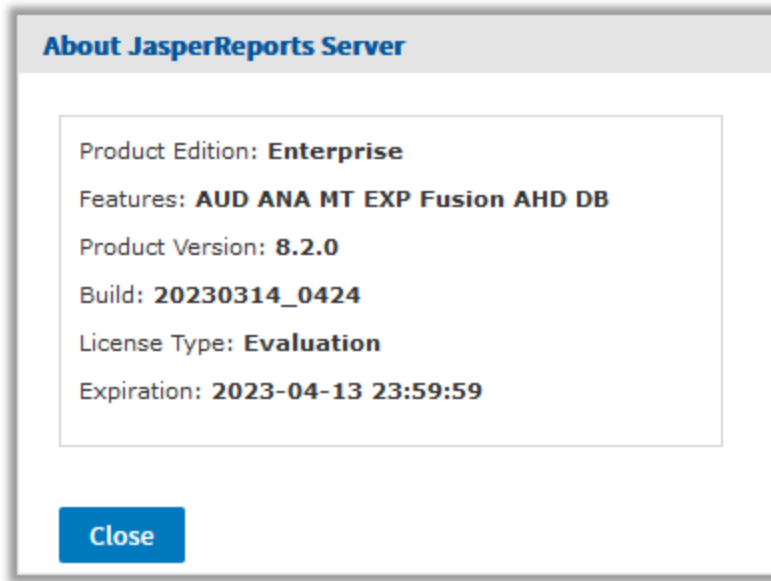 About JasperReports Server
Product Edition: Enterprise
Features: AUD ANA MT EXP Fusion AHD DB
Product Version: 8.2.0
Build: 20230314_0424
License Type: Evaluation
Expiration: 2023-04-13 23:59:59
Close